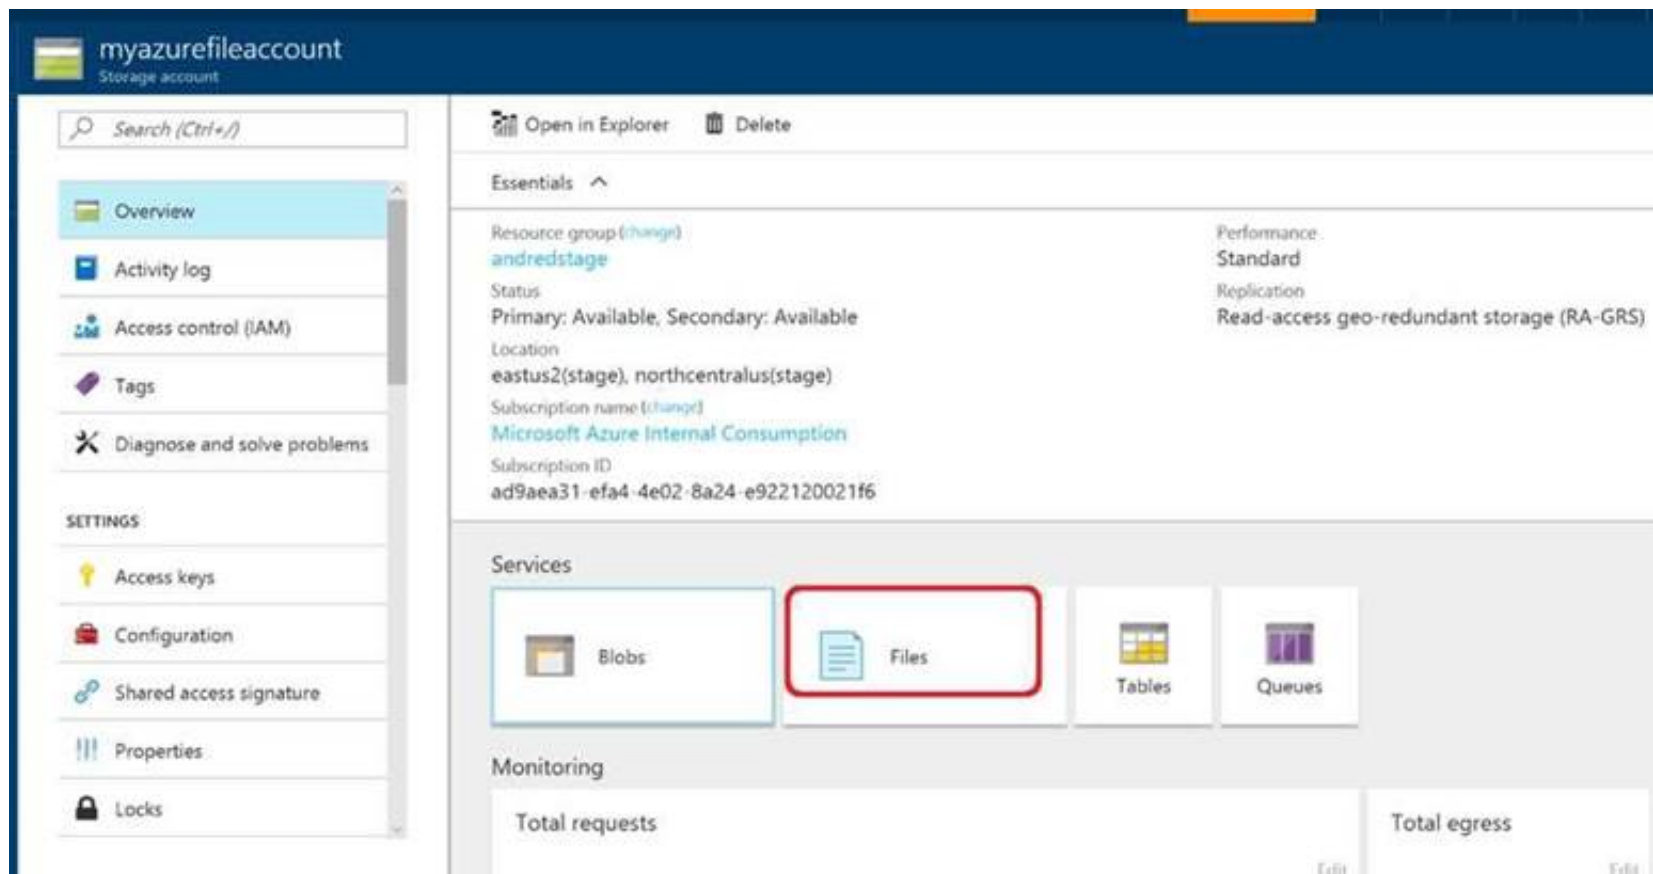 myazurefileaccount
Storage account
Search (Ctrl+/)
Overview
Activity log
Access control (IAM)
Tags
Diagnose and solve problems
SETTINGS
Access keys
Configuration
Shared access signature
Properties
Locks
Open in Explorer Delete
Essentials
Resource group (change)
andredstage
Status
Primary: Available, Secondary: Available
Location
eastus2(stage), northcentralus(stage)
Subscription name (change)
Microsoft Azure Internal Consumption
Subscription ID
ad9aea31-efa4-4e02-8a24-e922120021f6
Performance
Standard
Replication
Read-access geo-redundant storage (RA-GRS)
Services
Blobs
Files
Tables
Queues
Monitoring
Total requests
Edit
Total egress
Edit